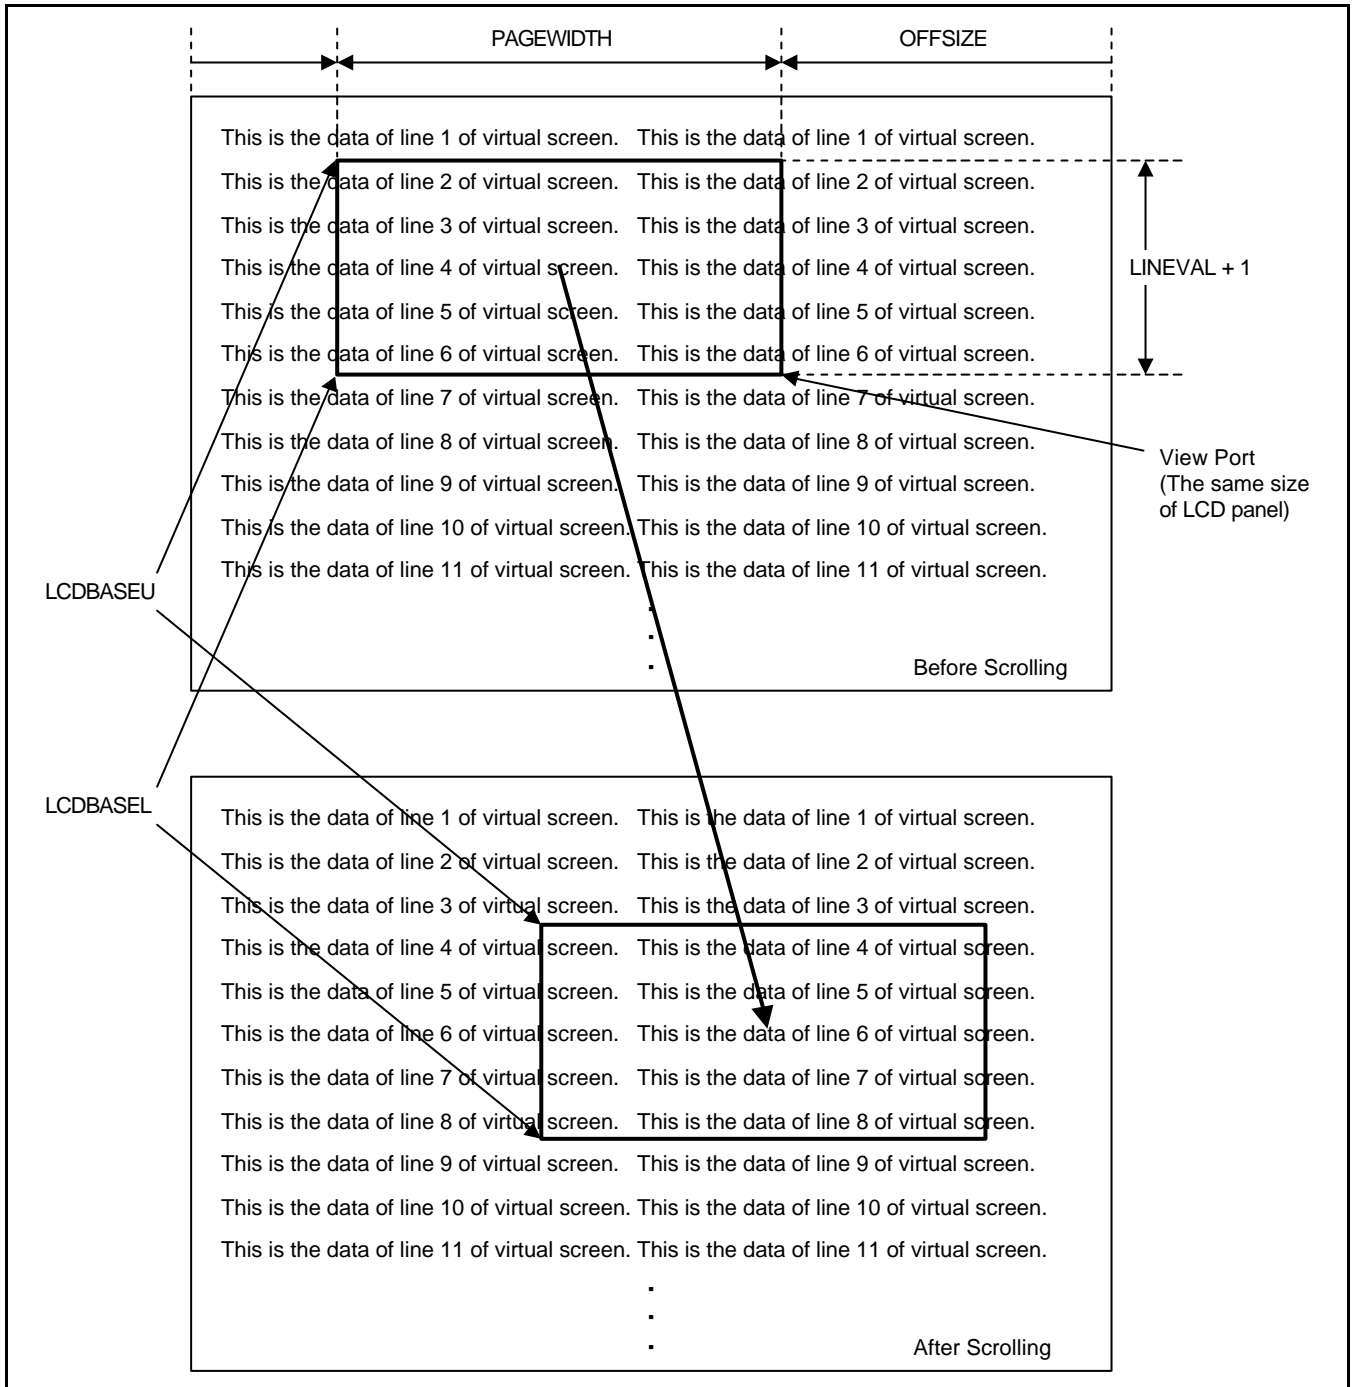 PAGEWIDTH OFFSIZE
This is the data of line 1 of virtual screen. This is the data of line 1 of virtual screen.
This is the data of line 2 of virtual screen. This is the data of line 2 of virtual screen.
This is the data of line 3 of virtual screen. This is the data of line 3 of virtual screen.
This is the data of line 4 of virtual screen. This is the data of line 4 of virtual screen.
LINEVAL + 1
This is the data of line 5 of virtual screen. This is the data of line 5 of virtual screen.
This is the data of line 6 of virtual screen. This is the data of line 6 of virtual screen.
This is the data of line 7 of virtual screen. This is the data of line 7 of virtual screen.
This is the data of line 8 of virtual screen. This is the data of line 8 of virtual screen.
View Port
(The same size
of LCD panel)
This is the data of line 9 of virtual screen. This is the data of line 9 of virtual screen.
This is the data of line 10 of virtual screen. This is the data of line 10 of virtual screen.
This is the data of line 11 of virtual screen. This is the data of line 11 of virtual screen.
LCDBASEU
.
.
.
Before Scrolling
LCDBASEL
This is the data of line 1 of virtual screen. This is the data of line 1 of virtual screen.
This is the data of line 2 of virtual screen. This is the data of line 2 of virtual screen.
This is the data of line 3 of virtual screen. This is the data of line 3 of virtual screen.
This is the data of line 4 of virtual screen. This is the data of line 4 of virtual screen.
This is the data of line 5 of virtual screen. This is the data of line 5 of virtual screen.
This is the data of line 6 of virtual screen. This is the data of line 6 of virtual screen.
This is the data of line 7 of virtual screen. This is the data of line 7 of virtual screen.
This is the data of line 8 of virtual screen. This is the data of line 8 of virtual screen.
This is the data of line 9 of virtual screen. This is the data of line 9 of virtual screen.
This is the data of line 10 of virtual screen. This is the data of line 10 of virtual screen.
This is the data of line 11 of virtual screen. This is the data of line 11 of virtual screen.
.
.
.
After Scrolling